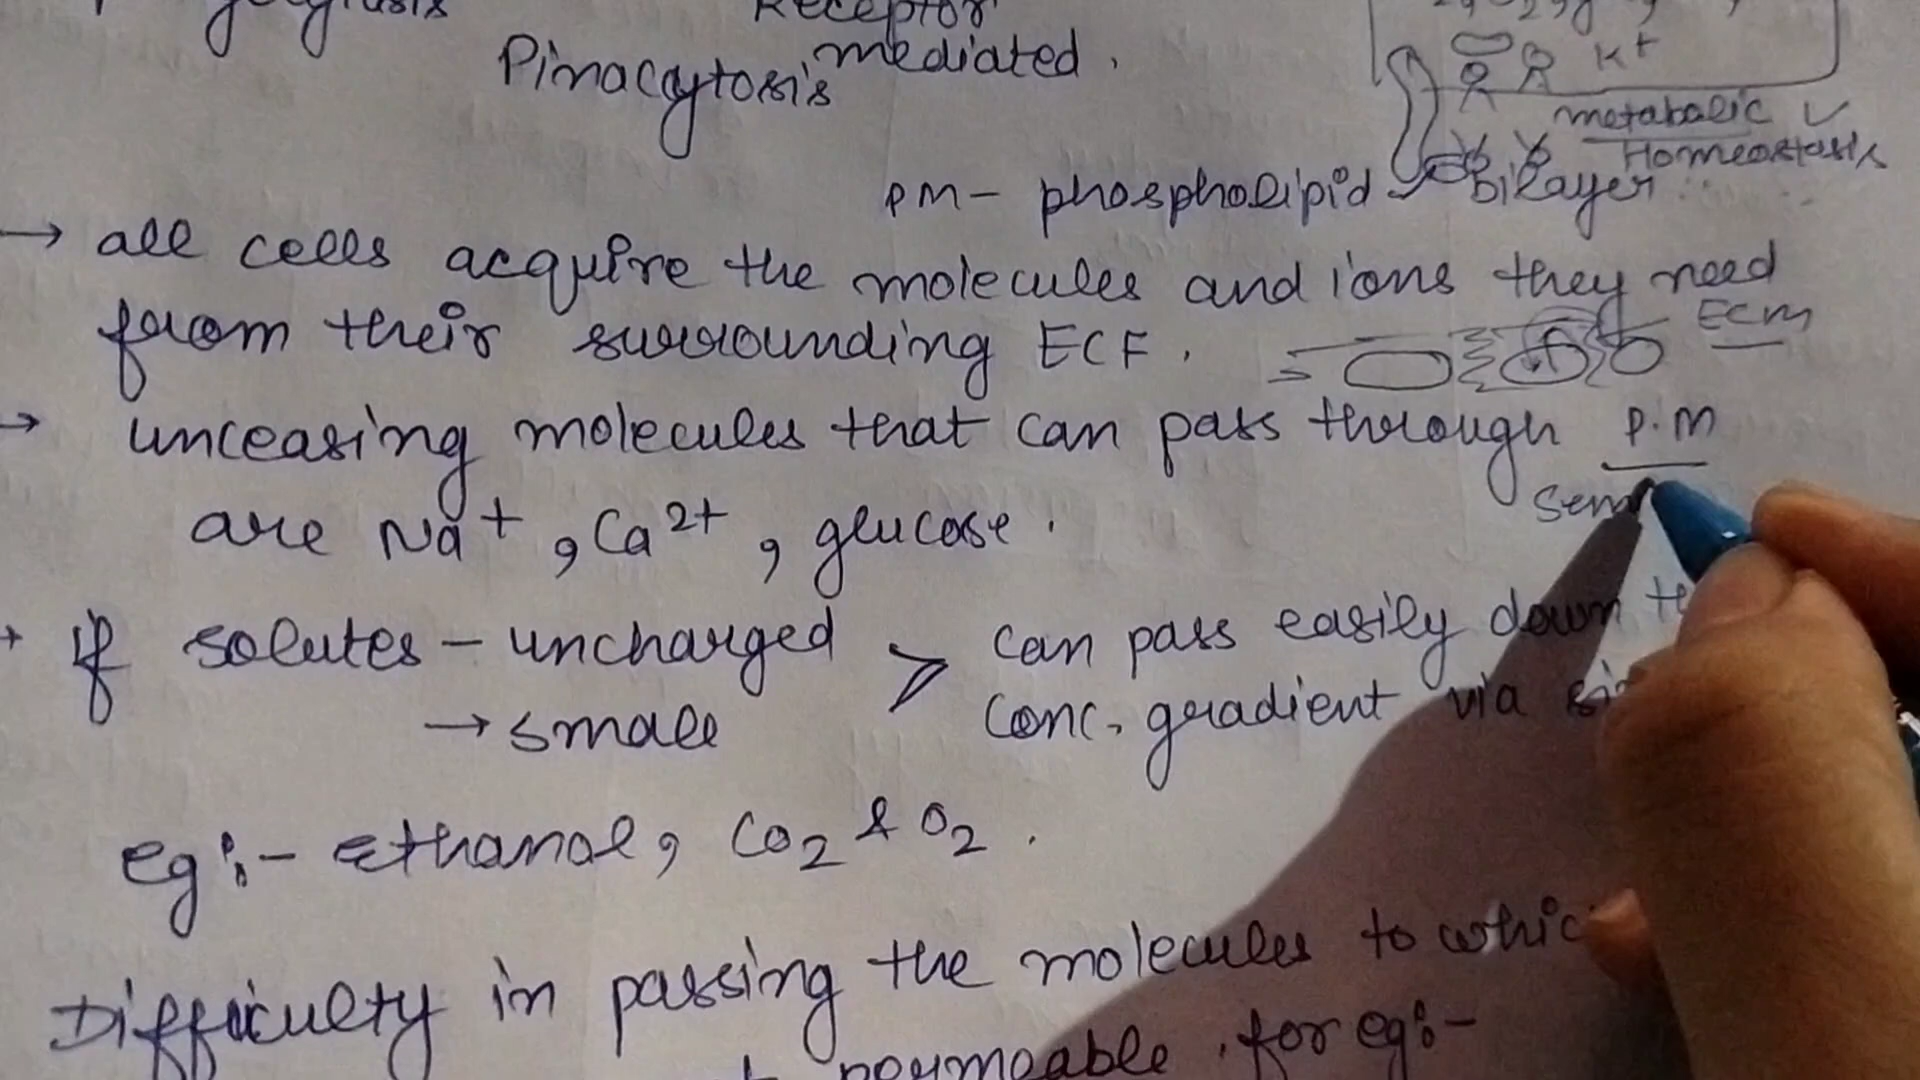 Receptor
Pinocytosis mediated.
K+
metabolic
Homeostasis
PM - phospholipid bilayer
→ all cells acquire the molecules and ions they need
from their surrounding ECF.
ECM
→ unceasing molecules that can pass through P.M
are Na+, Ca2+, glucose.
Sem
→ if solutes - uncharged > can pass easily down
→ small conc. gradient via
eg:- Ethanol, CO2 & O2.
Difficulty in passing the molecules to
permeable. for eg:-